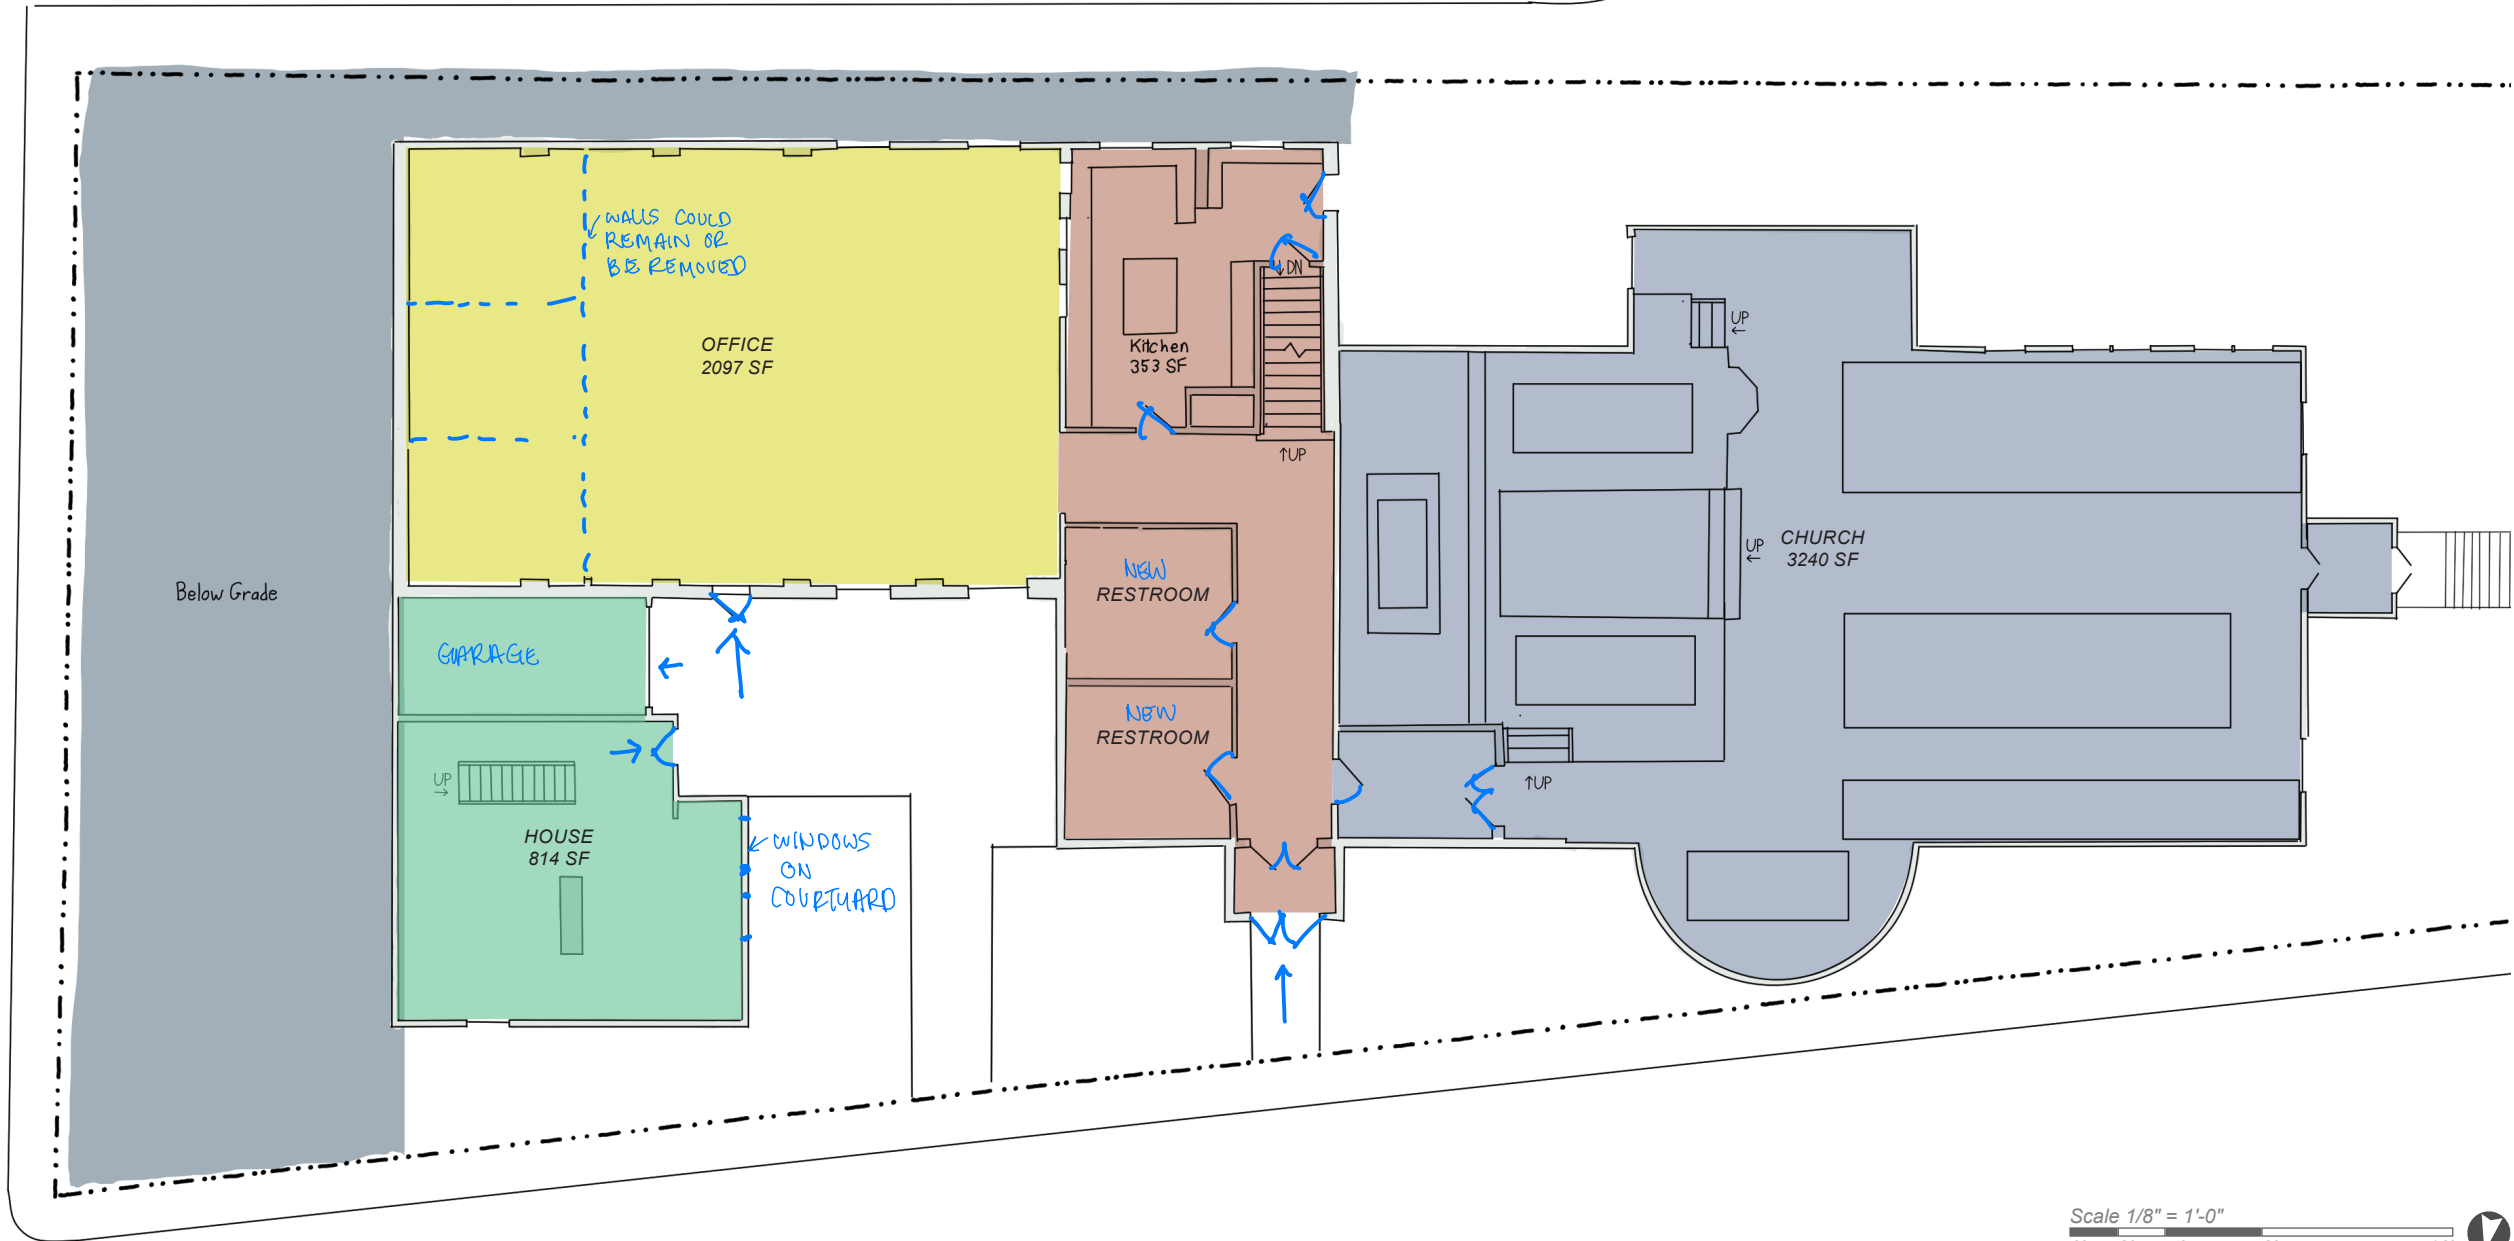 WALLS COULD
REMAIN OR
BE REMOVED
OFFICE
2097 SF
Kitchen
353 SF
↓DN
↑UP
UP
←
UP
←
CHURCH
3240 SF
Below Grade
NEW
RESTROOM
GARAGE
NEW
RESTROOM
UP
→
↑UP
HOUSE
814 SF
WINDOWS
ON
COURTYARD
Scale 1/8" = 1'-0"